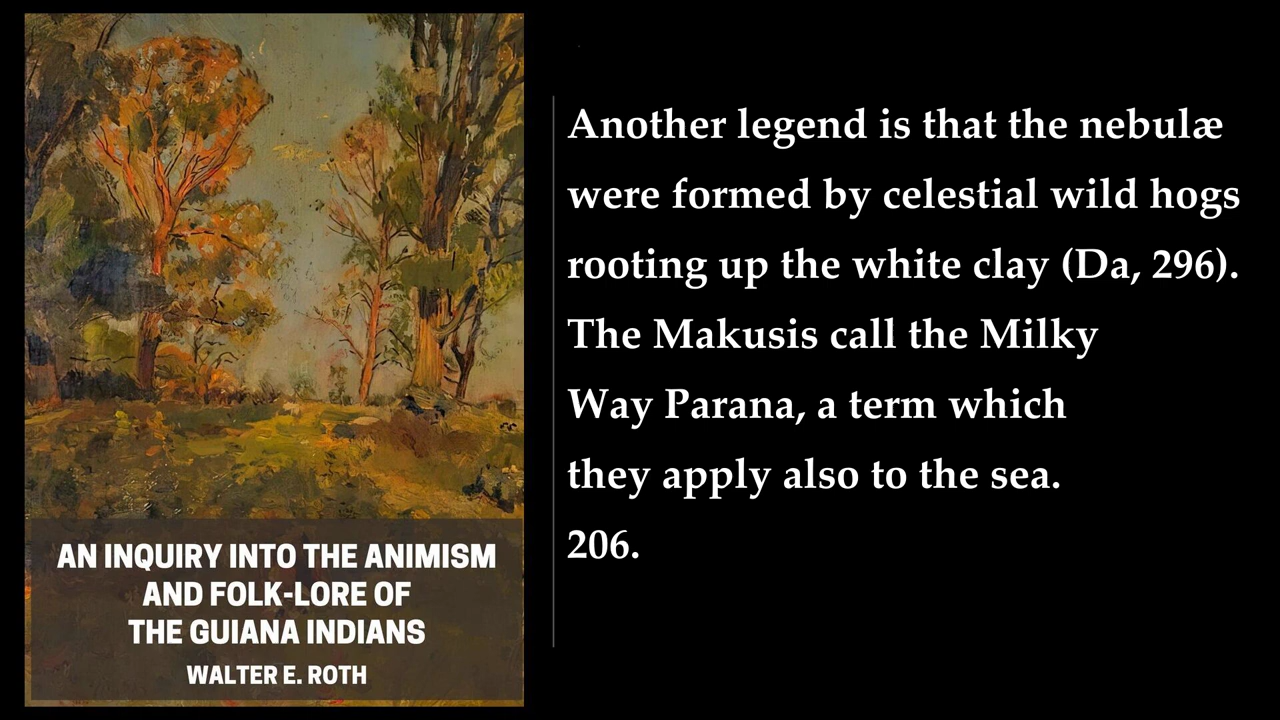 AN INQUIRY INTO THE ANIMISM
AND FOLK-LORE OF
THE GUIANA INDIANS
WALTER E. ROTH
Another legend is that the nebulæ
were formed by celestial wild hogs
rooting up the white clay (Da, 296).
The Makusis call the Milky
Way Parana, a term which
they apply also to the sea.
206.